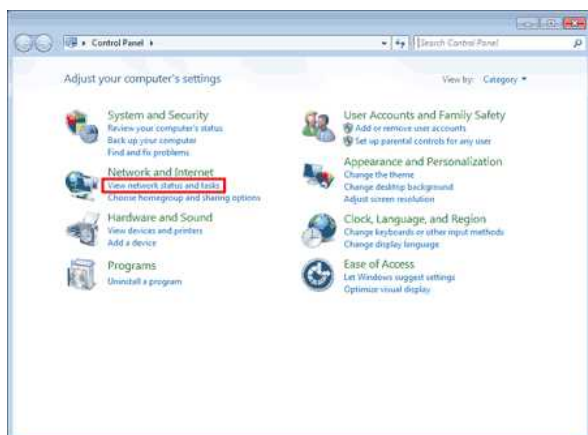 Control Panel
Search Control Panel
Adjust your computer's settings
View by: Category
System and Security
Review your computer's status
Back up your computer
Find and fix problems
Network and Internet
View network status and tasks
Choose homegroup and sharing options
Hardware and Sound
View devices and printers
Add a device
Programs
Uninstall a program
User Accounts and Family Safety
Add or remove user accounts
Set up parental controls for any user
Appearance and Personalization
Change the theme
Change desktop background
Adjust screen resolution
Clock, Language, and Region
Change keyboards or other input methods
Change display language
Ease of Access
Let Windows suggest settings
Optimize visual display